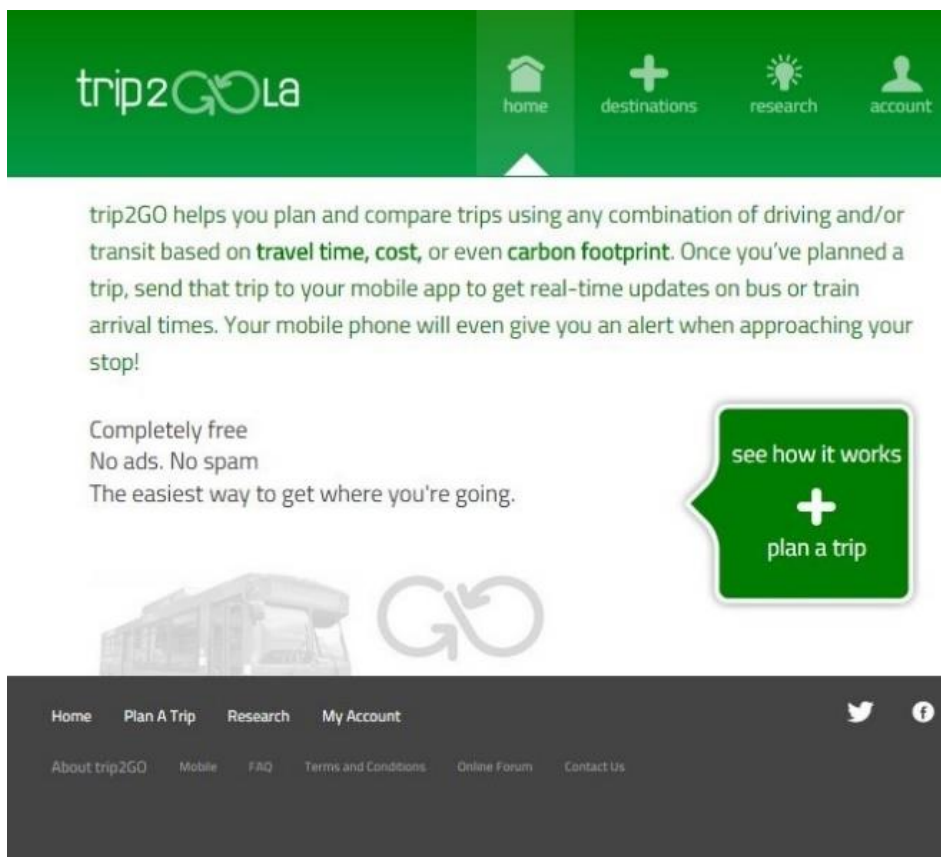 trip2GOLa
home
destinations
research
account
trip2GO helps you plan and compare trips using any combination of driving and/or
transit based on travel time, cost, or even carbon footprint. Once you've planned a
trip, send that trip to your mobile app to get real-time updates on bus or train
arrival times. Your mobile phone will even give you an alert when approaching your
stop!
Completely free
No ads. No spam
The easiest way to get where you're going.
see how it works
plan a trip
GO
Home Plan A Trip Research My Account
About trip2GO Mobile FAQ Terms and Conditions Online Forum Contact Us